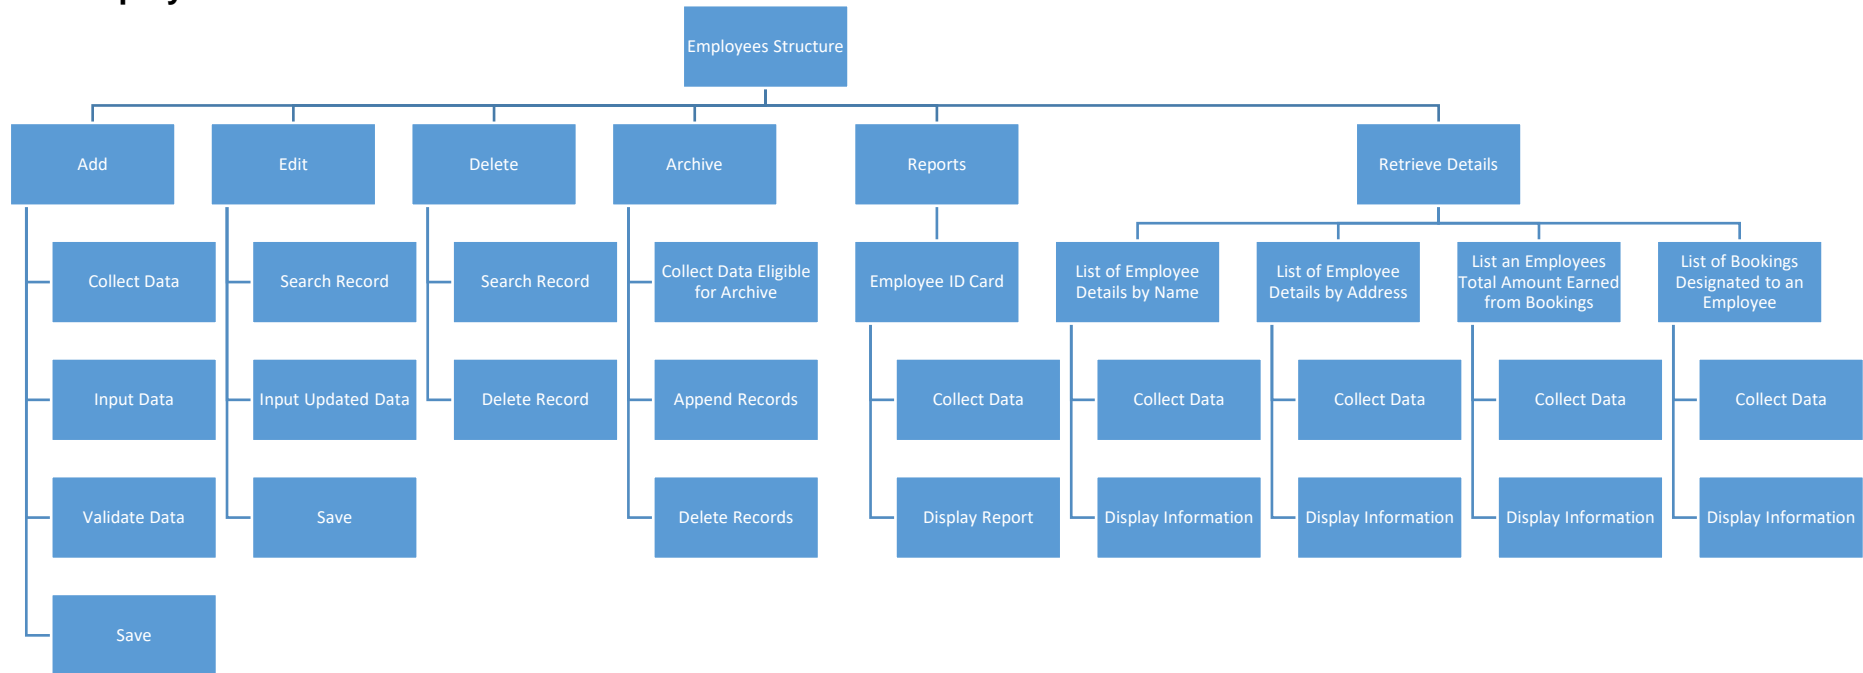 Employees Structure
Add
Edit
Delete
Archive
Reports
Retrieve Details
Collect Data
Search Record
Search Record
Collect Data Eligible
for Archive
Employee ID Card
List of Employee
Details by Name
List of Employee
Details by Address
List an Employees
Total Amount Earned
from Bookings
List of Bookings
Designated to an
Employee
Input Data
Input Updated Data
Delete Record
Append Records
Collect Data
Collect Data
Collect Data
Collect Data
Collect Data
Validate Data
Save
Delete Records
Display Report
Display Information
Display Information
Display Information
Display Information
Save